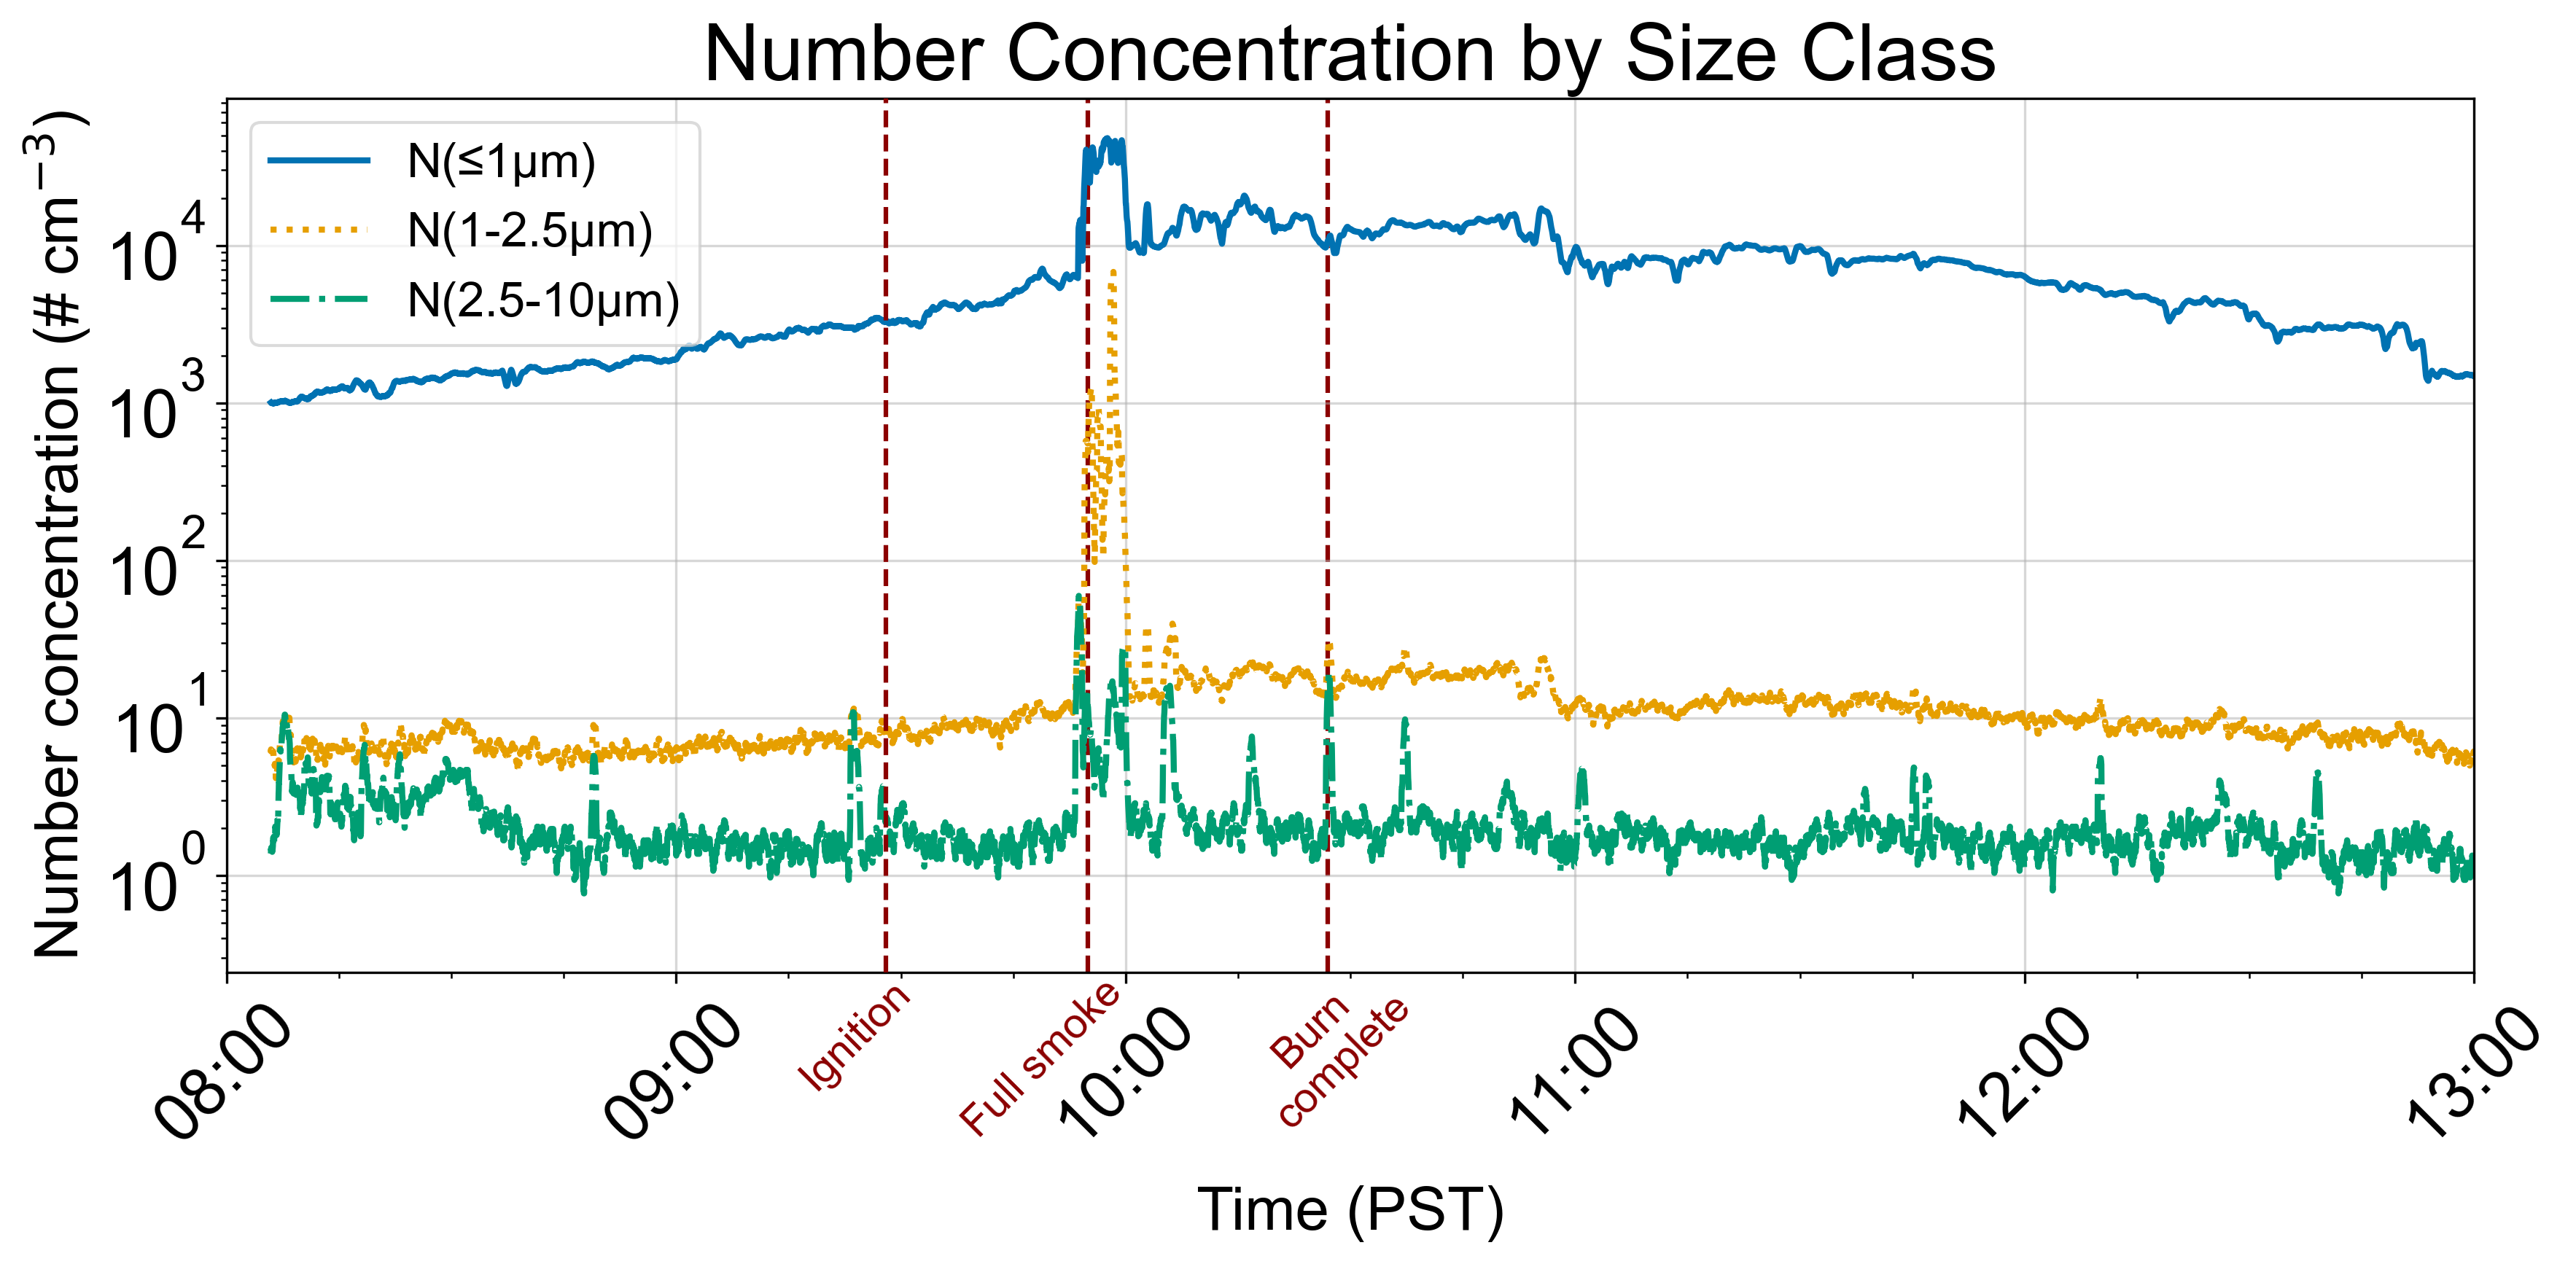 Number Concentration by Size Class
Number concentration (# cm⁻³)
N(≤1μm)
N(1-2.5μm)
N(2.5-10μm)
10⁴
10³
10²
10¹
10⁰
08:00
09:00
10:00
11:00
12:00
13:00
Ignition
Full smoke
Burn
complete
Time (PST)